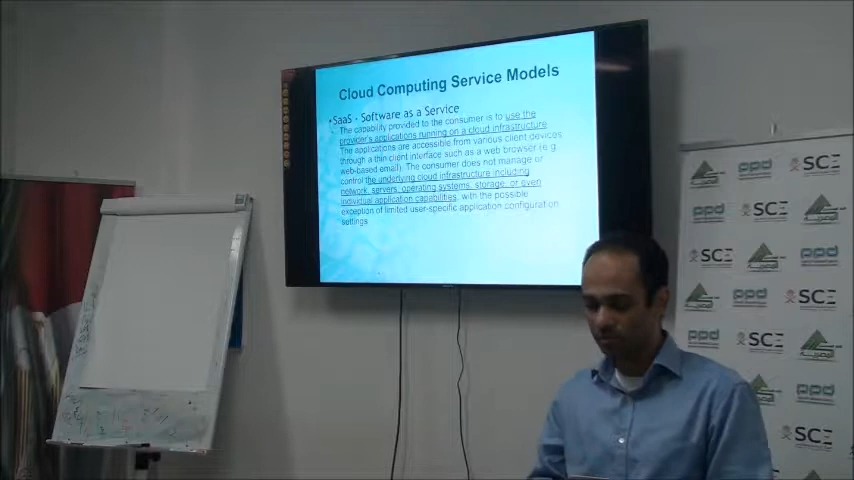 Cloud Computing Service Models
•SaaS - Software as a Service
The capability provided to the consumer is to use the
provider's applications running on a cloud infrastructure
The applications are accessible from various client devices
through a thin client interface such as a web browser (e.g.
web-based email). The consumer does not manage or
control the underlying cloud infrastructure including
network, servers, operating systems, storage, or even
individual application capabilities, with the possible
exception of limited user-specific application configuration
settings
ppd SCE
ppd SCE
SCE ppd
ppd SCE
ppd SCE
ppd
SCE